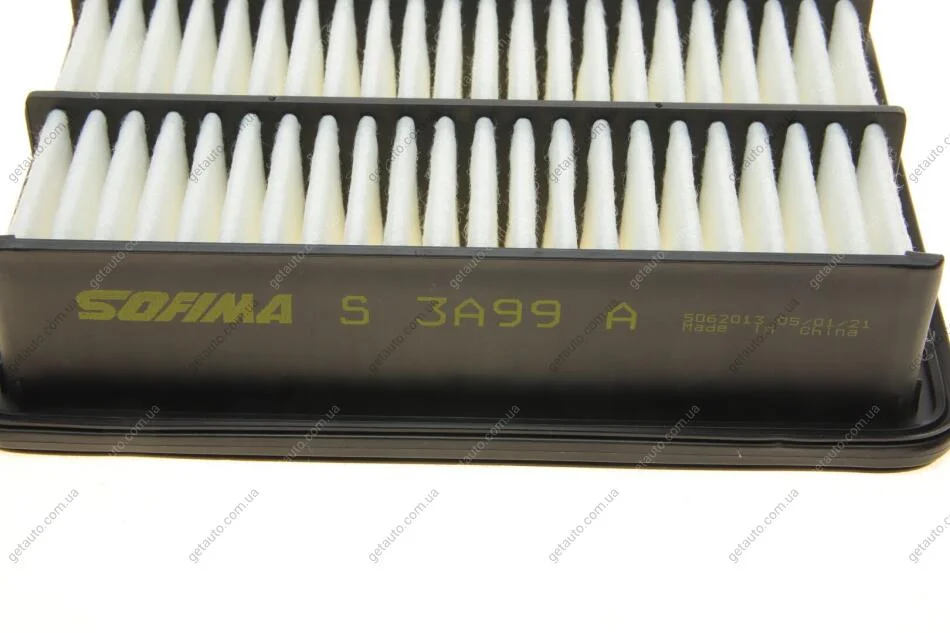 SOFIMA S 3A99 A 5062013 05/01/21
Made in China
getauto.com.ua